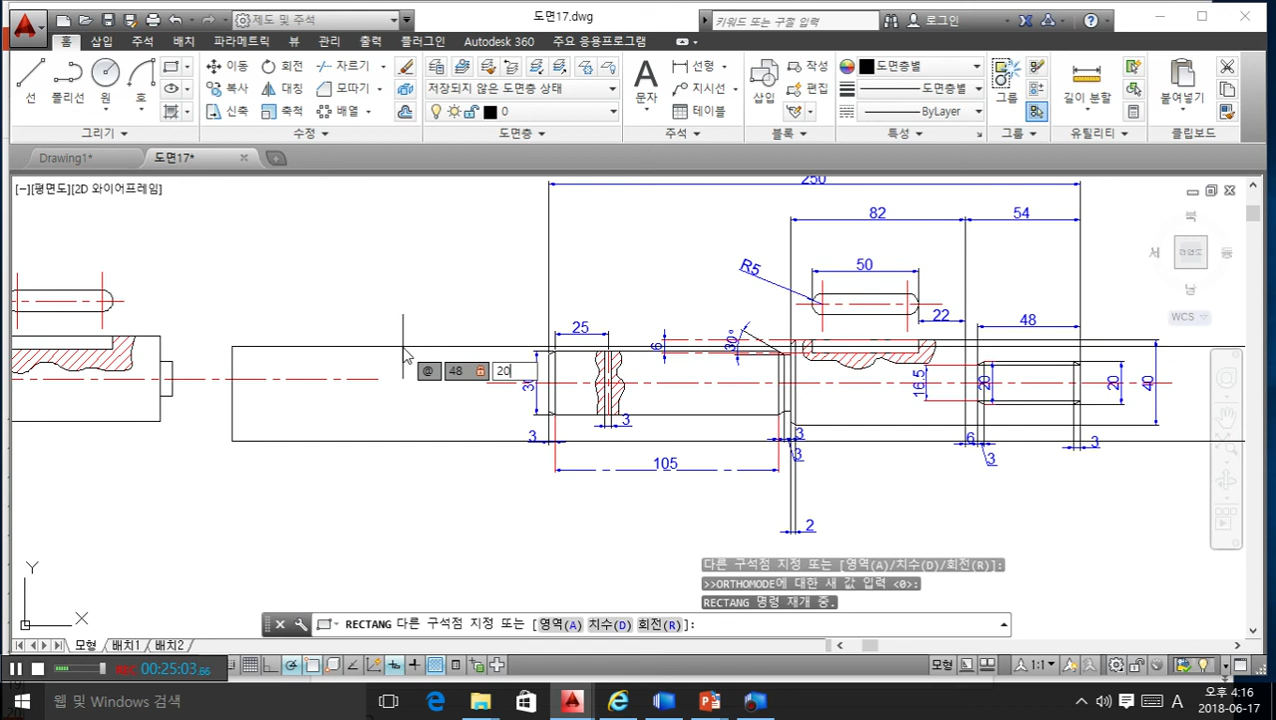 제도 및 주석
도면17.dwg
키워드 또는 구절 입력
로그인
홈 삽입 주석 배치 파라메트릭 뷰 관리 출력 플러그인 Autodesk 360 주요 응용프로그램
선 폴리선 원 호
이동 회전 자르기
복사 대칭 모따기
신축 축척 배열
저장되지 않은 도면층 상태
0
문자
선형
지시선
테이블
삽입
작성
편집
도면층별
도면층별
ByLayer
그룹
길이 분할
붙여넣기
그리기 수정 도면층 주석 블록 특성 그룹 유틸리티 클립보드
Drawing1* 도면17*
[−][평면도][2D 와이어프레임]
250
82 54
R5
50
22
48
25
6
30°
북
서 동
남
WCS
@ 48 20
30
3
3
3
3
105
2
16.5
20
20
40
6
3
3
Y
X
다른 구석점 지정 또는 [영역(A)/치수(D)/회전(R)]:
>>ORTHOMODE에 대한 새 값 입력 <0>:
RECTANG 명령 재개 중.
RECTANG 다른 구석점 지정 또는 [영역(A) 치수(D) 회전(R)]:
모형 배치1 배치2
REC 00:25:03.66
모형
1:1
웹 및 Windows 검색
A
오후 4:16
2018-06-17